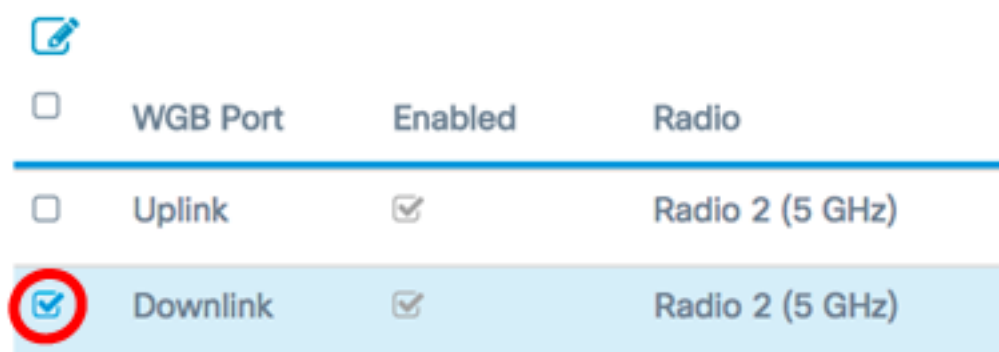 WGB Port Enabled Radio
Uplink Radio 2 (5 GHz)
Downlink Radio 2 (5 GHz)